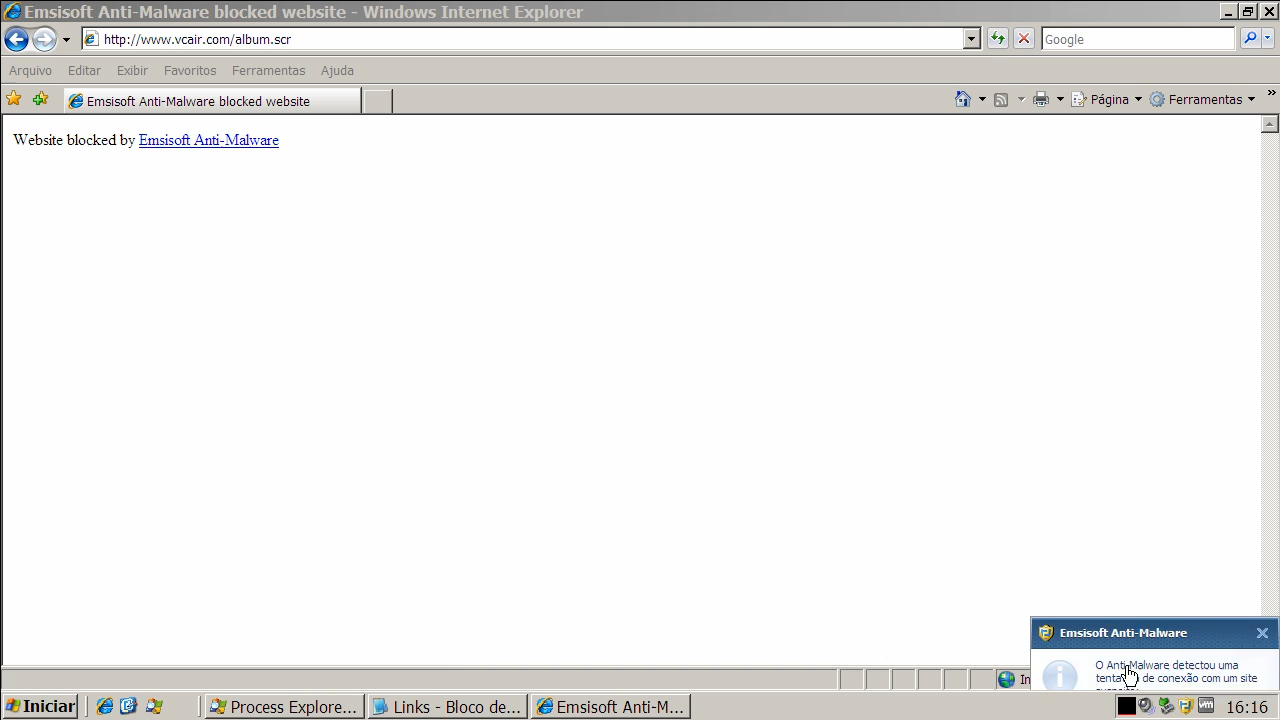 Emsisoft Anti-Malware blocked website - Windows Internet Explorer
http://www.vcair.com/album.scr
Google
Arquivo Editar Exibir Favoritos Ferramentas Ajuda
Emsisoft Anti-Malware blocked website
Página
Ferramentas
Website blocked by Emsisoft Anti-Malware
Emsisoft Anti-Malware
O Anti-Malware detectou uma
de conexão com um site
Iniciar
Process Explore...
Links - Bloco de...
Emsisoft Anti-M...
vm
16:16